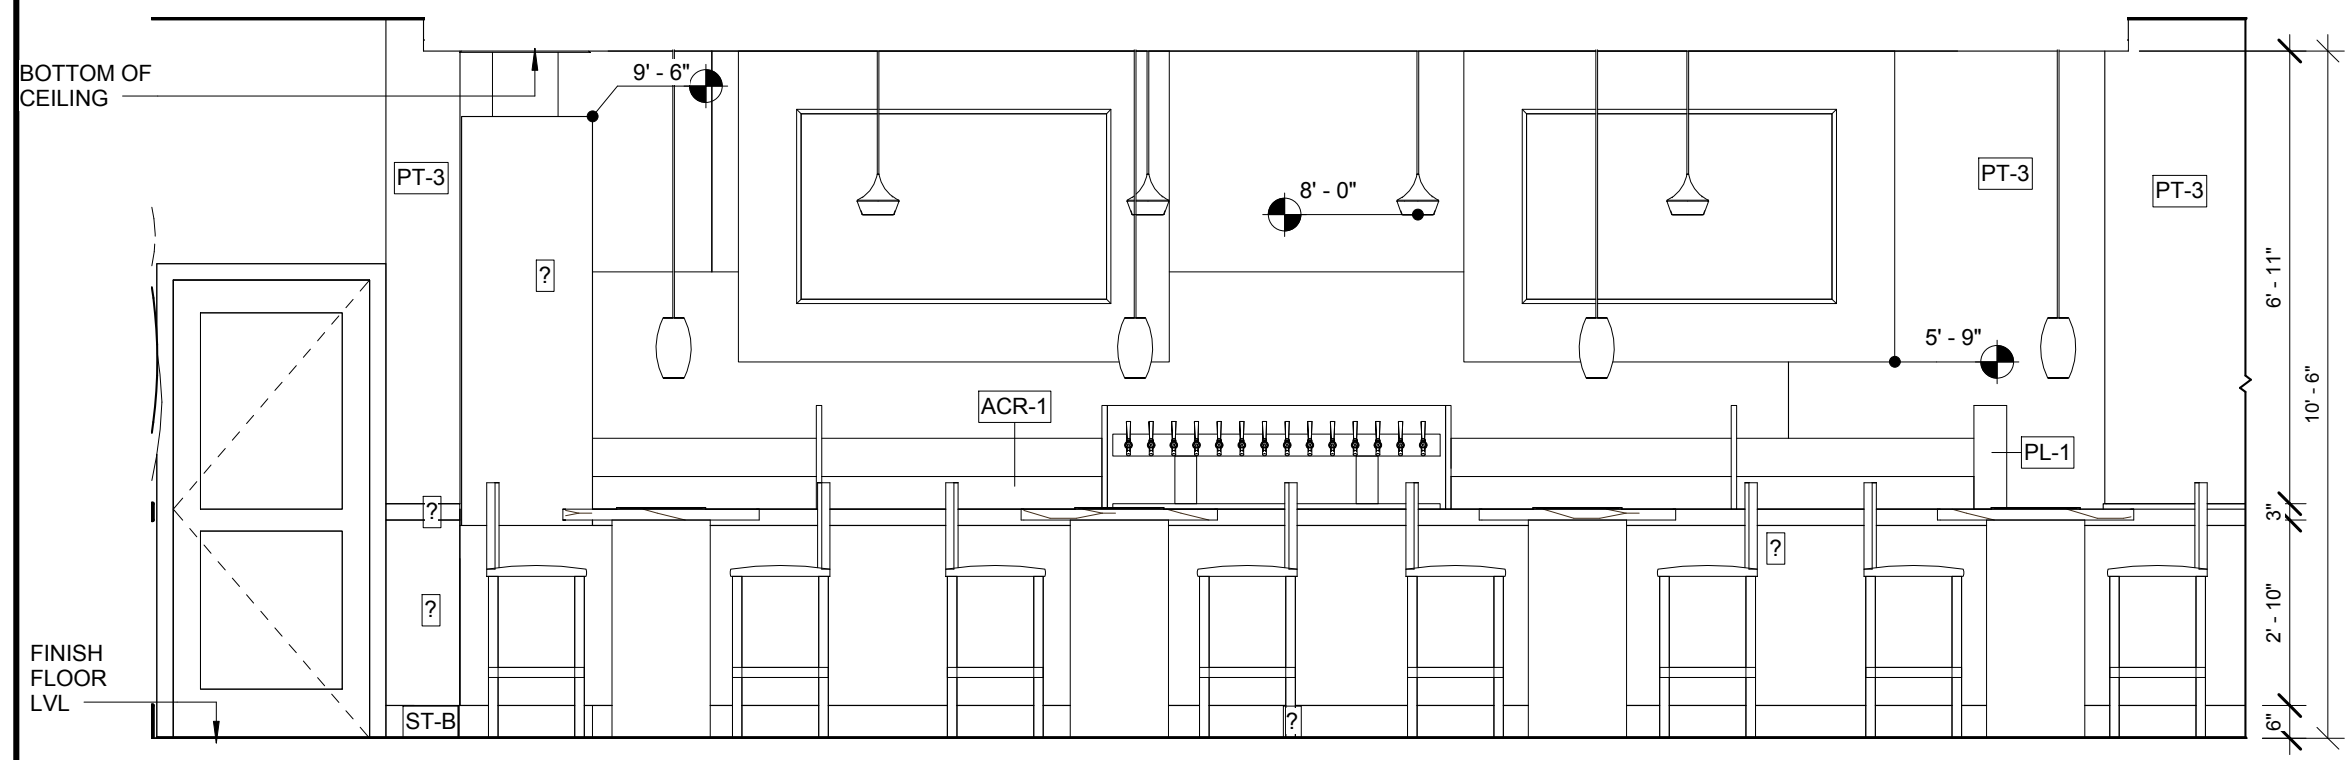 BOTTOM OF
CEILING
9' - 6"
PT-3
8' - 0"
PT-3
PT-3
?
6' - 11"
5' - 9"
10' - 6"
ACR-1
PL-1
?
3"
?
?
2' - 10"
FINISH
FLOOR
LVL
ST-B
?
6"